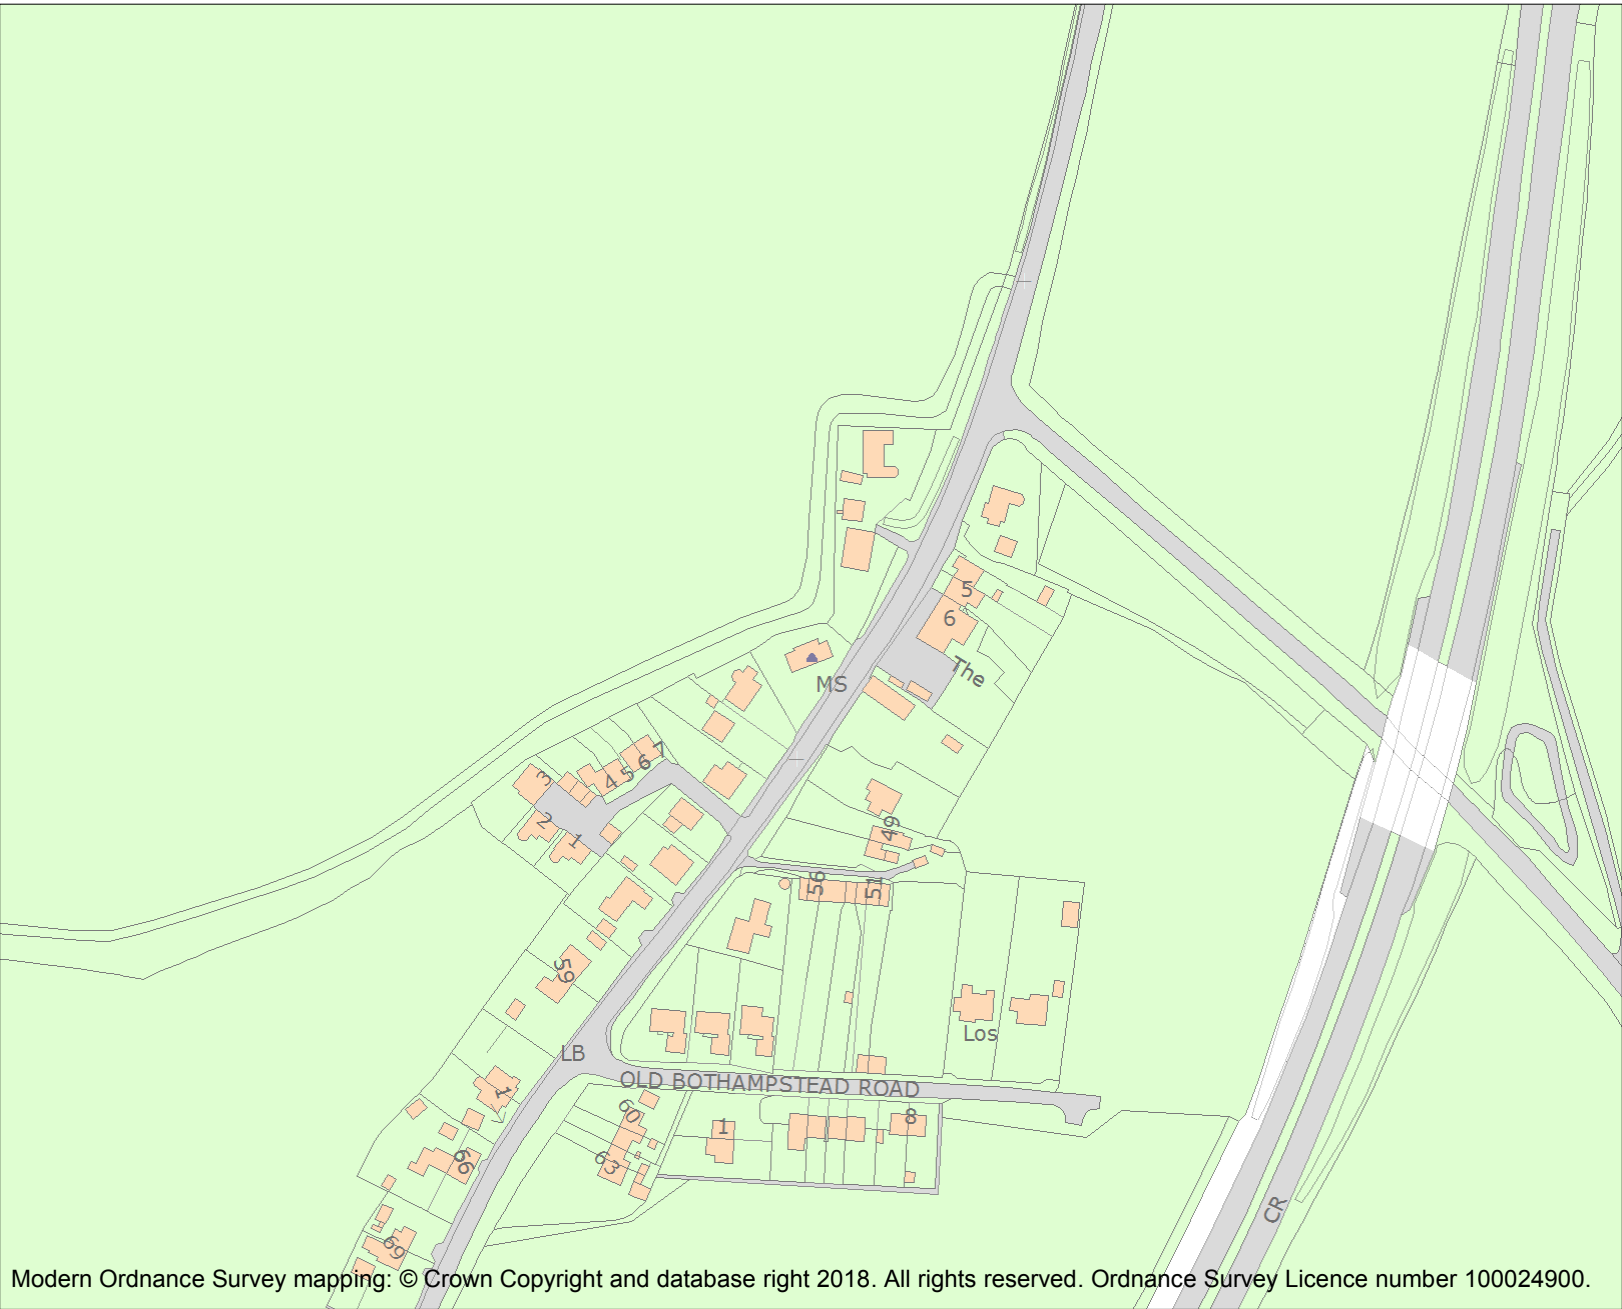 5
6
The
MS
7
6
5
4
3
2
1
49
56
51
59
Los
LB
OLD BOTHAMPSTEAD ROAD
1
60
1
8
63
66
CR
69
Modern Ordnance Survey mapping: © Crown Copyright and database right 2018. All rights reserved. Ordnance Survey Licence number 100024900.